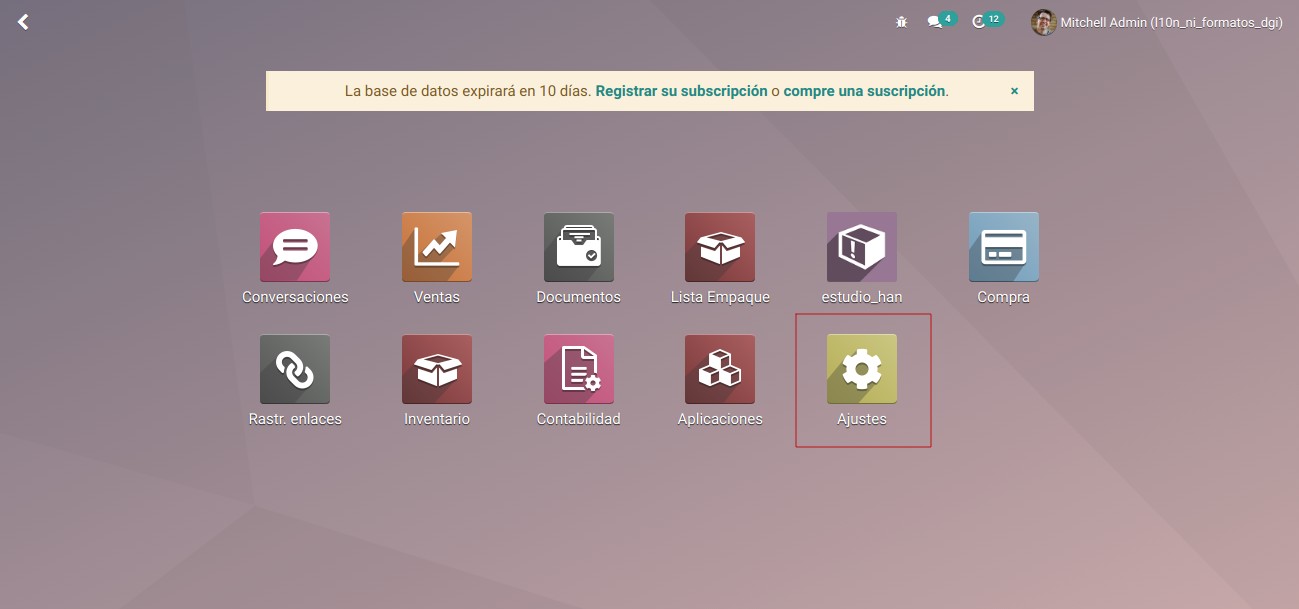 4
12
Mitchell Admin (l10n_ni_formatos_dgi)
La base de datos expirará en 10 días. Registrar su subscripción o compre una suscripción. ×
Conversaciones
Ventas
Documentos
Lista Empaque
estudio_han
Compra
Rastr. enlaces
Inventario
Contabilidad
Aplicaciones
Ajustes